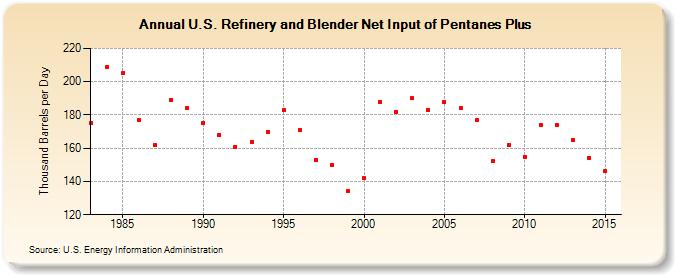 Annual U.S. Refinery and Blender Net Input of Pentanes Plus
Thousand Barrels per Day
220
200
180
160
140
120
1985 1990 1995 2000 2005 2010 2015
Source: U.S. Energy Information Administration